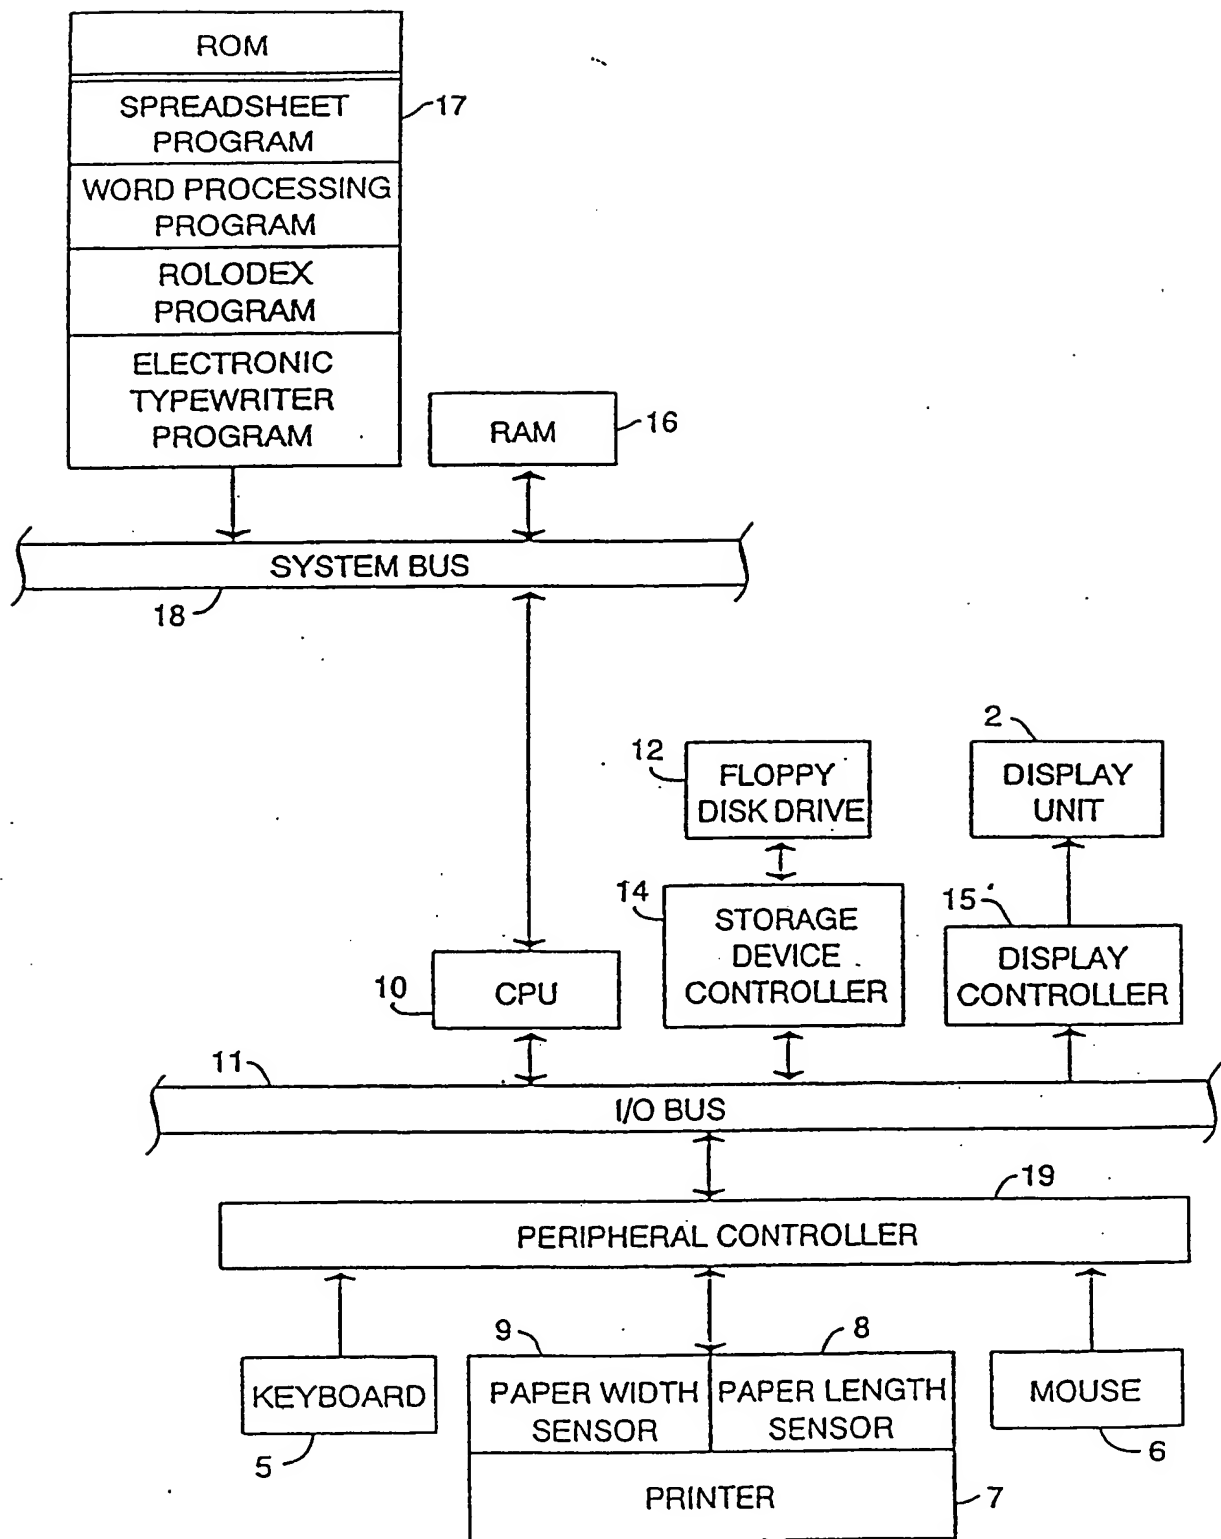 ROM
SPREADSHEET
PROGRAM
17
WORD PROCESSING
PROGRAM
ROLODEX
PROGRAM
ELECTRONIC
TYPEWRITER
PROGRAM
RAM
16
SYSTEM BUS
18
12
FLOPPY
DISK DRIVE
2
DISPLAY
UNIT
14
STORAGE
DEVICE
CONTROLLER
15
DISPLAY
CONTROLLER
10
CPU
11
I/O BUS
19
PERIPHERAL CONTROLLER
KEYBOARD
5
9
PAPER WIDTH
SENSOR
8
PAPER LENGTH
SENSOR
MOUSE
6
PRINTER
7